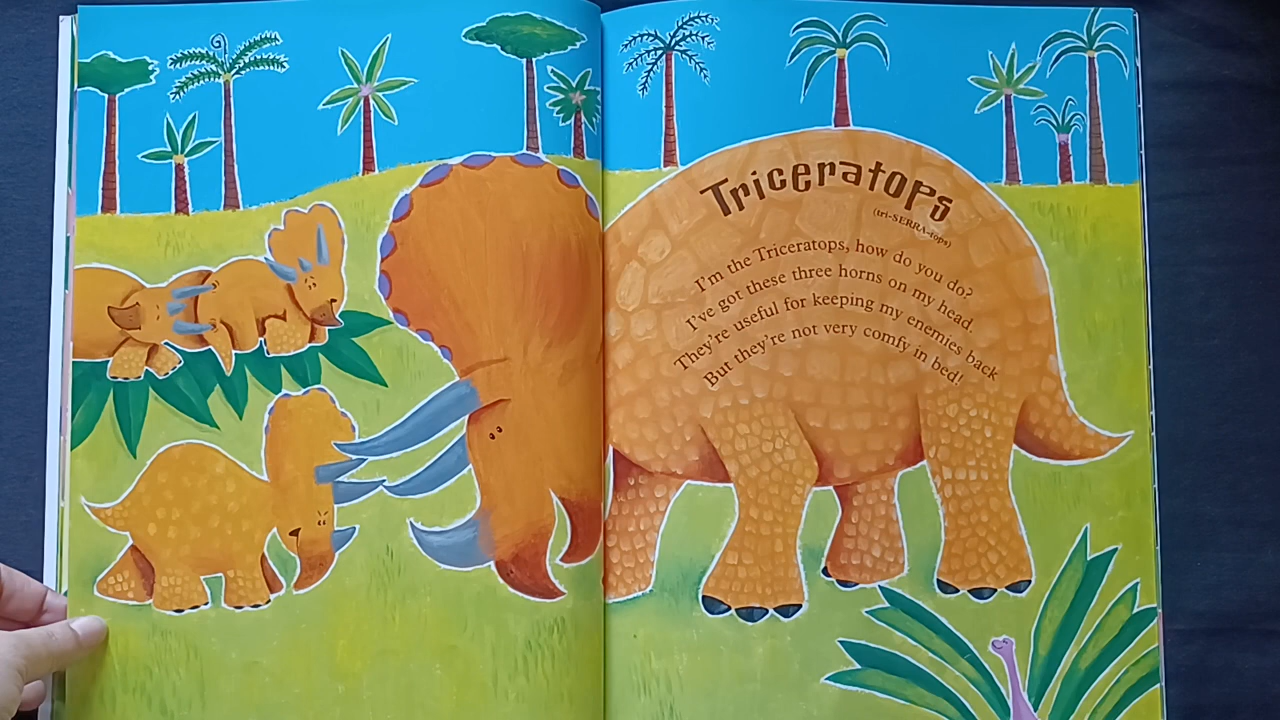 Triceratops
(tri-SERRA-tops)
I'm the Triceratops, how do you do?
I've got these three horns on my head.
They're useful for keeping my enemies back
But they're not very comfy in bed!